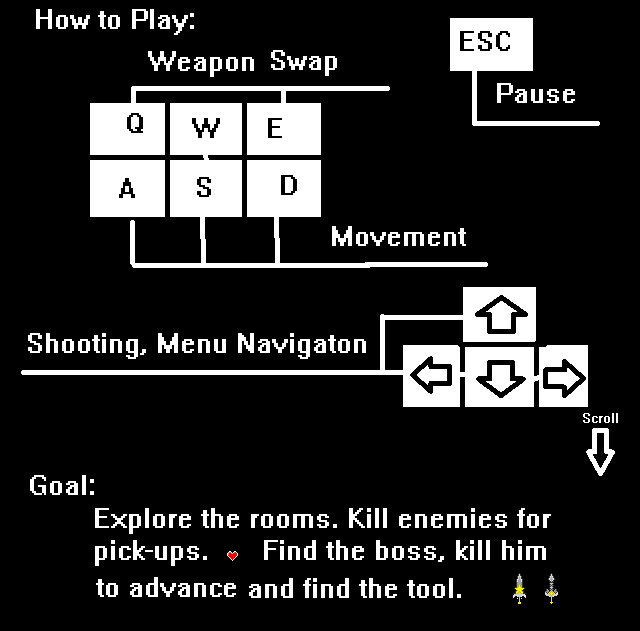 How to Play:
Weapon Swap
ESC
Pause
Q W E
A S D
Movement
Shooting, Menu Navigaton
Scroll
Goal:
Explore the rooms. Kill enemies for
pick-ups. Find the boss, kill him
to advance and find the tool.